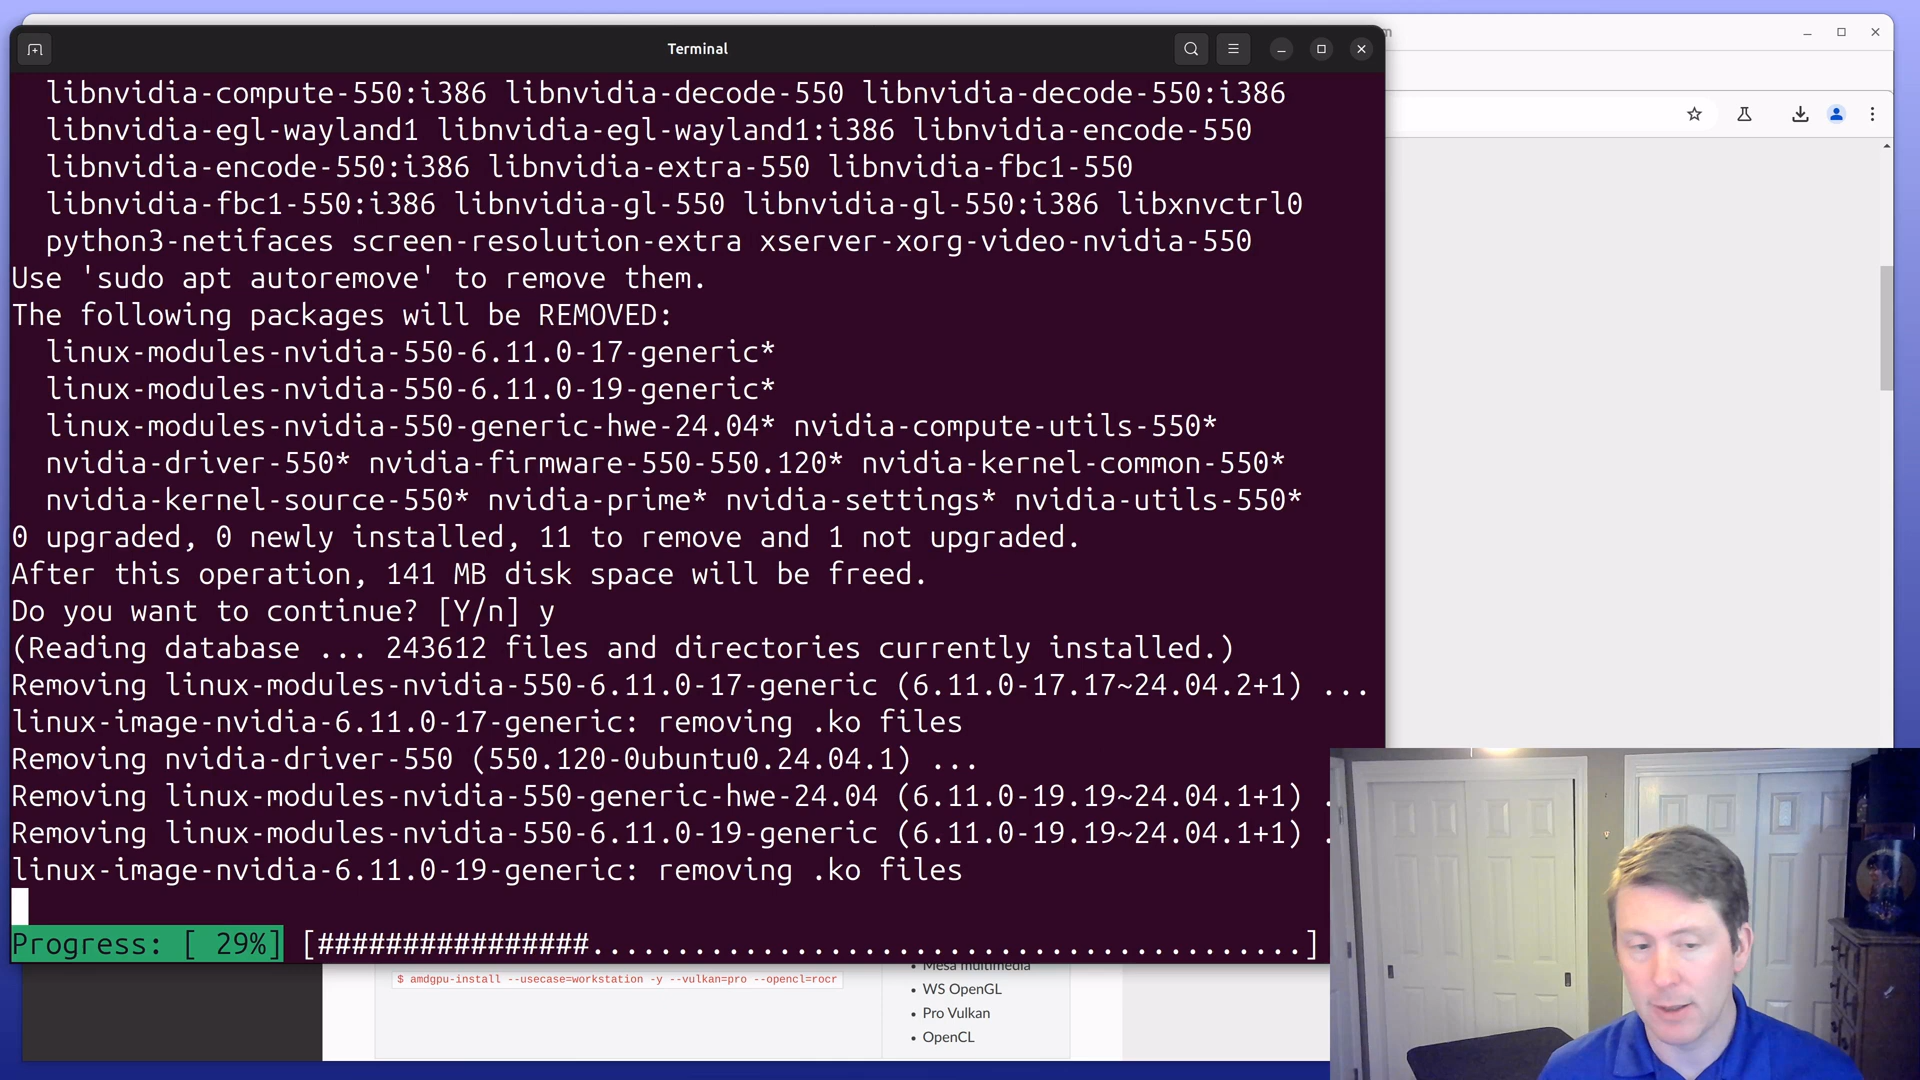 Terminal
libnvidia-compute-550:i386 libnvidia-decode-550 libnvidia-decode-550:i386
libnvidia-egl-wayland1 libnvidia-egl-wayland1:i386 libnvidia-encode-550
libnvidia-encode-550:i386 libnvidia-extra-550 libnvidia-fbc1-550
libnvidia-fbc1-550:i386 libnvidia-gl-550 libnvidia-gl-550:i386 libxnvctrl0
python3-netifaces screen-resolution-extra xserver-xorg-video-nvidia-550
Use 'sudo apt autoremove' to remove them.
The following packages will be REMOVED:
linux-modules-nvidia-550-6.11.0-17-generic*
linux-modules-nvidia-550-6.11.0-19-generic*
linux-modules-nvidia-550-generic-hwe-24.04* nvidia-compute-utils-550*
nvidia-driver-550* nvidia-firmware-550-550.120* nvidia-kernel-common-550*
nvidia-kernel-source-550* nvidia-prime* nvidia-settings* nvidia-utils-550*
0 upgraded, 0 newly installed, 11 to remove and 1 not upgraded.
After this operation, 141 MB disk space will be freed.
Do you want to continue? [Y/n] y
(Reading database ... 243612 files and directories currently installed.)
Removing linux-modules-nvidia-550-6.11.0-17-generic (6.11.0-17.17~24.04.2+1) ...
linux-image-nvidia-6.11.0-17-generic: removing .ko files
Removing nvidia-driver-550 (550.120-0ubuntu0.24.04.1) ...
Removing linux-modules-nvidia-550-generic-hwe-24.04 (6.11.0-19.19~24.04.1+1) .
Removing linux-modules-nvidia-550-6.11.0-19-generic (6.11.0-19.19~24.04.1+1) .
linux-image-nvidia-6.11.0-19-generic: removing .ko files
Progress: [ 29%] [################..........................................]
$ amdgpu-install --usecase=workstation -y --vulkan=pro --opencl=rocr
Mesa multimedia
• WS OpenGL
• Pro Vulkan
• OpenCL